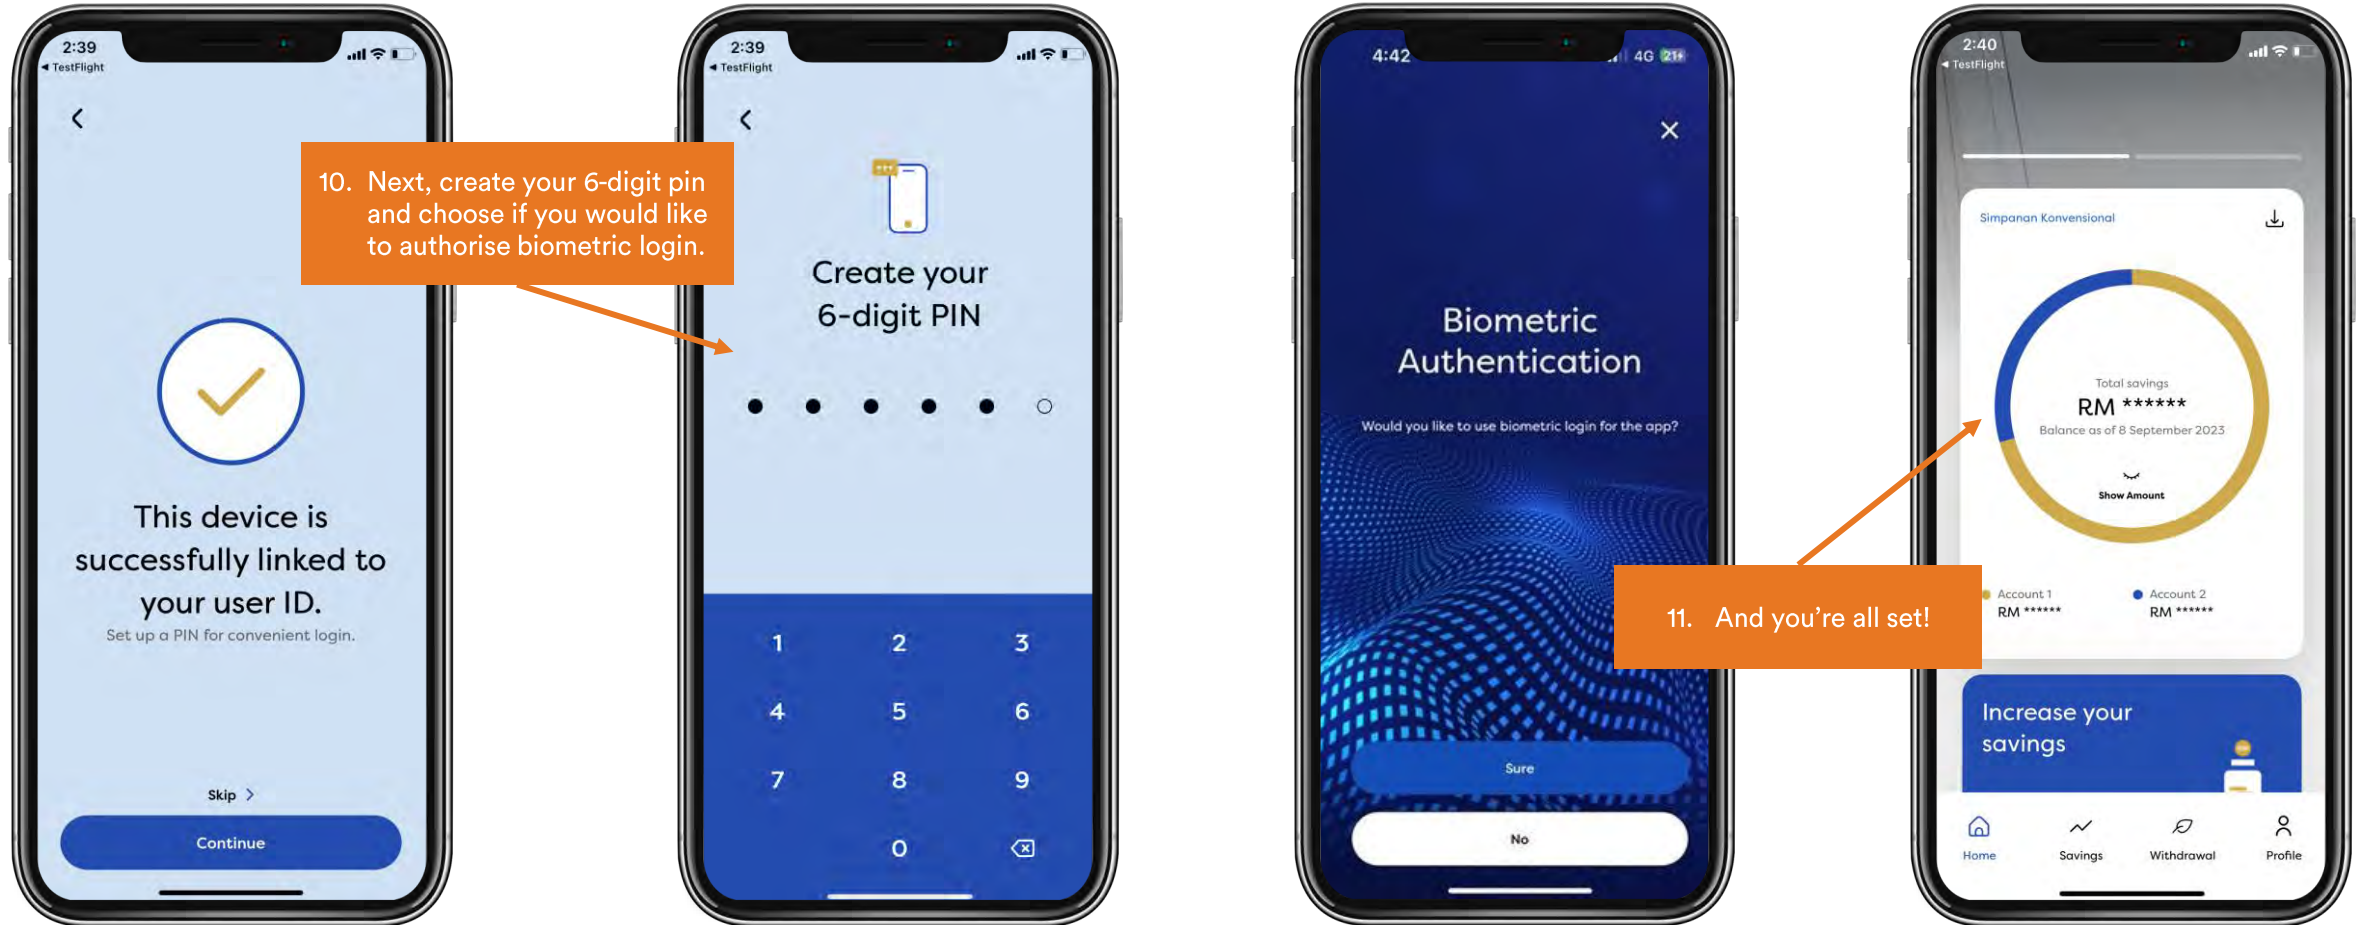 2:39
◄ TestFlight
This device is
successfully linked to
your user ID.
Set up a PIN for convenient login.
Skip >
Continue
10. Next, create your 6-digit pin
and choose if you would like
to authorise biometric login.
2:39
◄ TestFlight
Create your
6-digit PIN
1 2 3
4 5 6
7 8 9
0
4:42
4G 21+
Biometric
Authentication
Would you like to use biometric login for the app?
Sure
No
11. And you're all set!
2:40
◄ TestFlight
Simpanan Konvensional
Total savings
RM ******
Balance as of 8 September 2023
Show Amount
Account 1
RM ******
Account 2
RM ******
Increase your
savings
Home Savings Withdrawal Profile